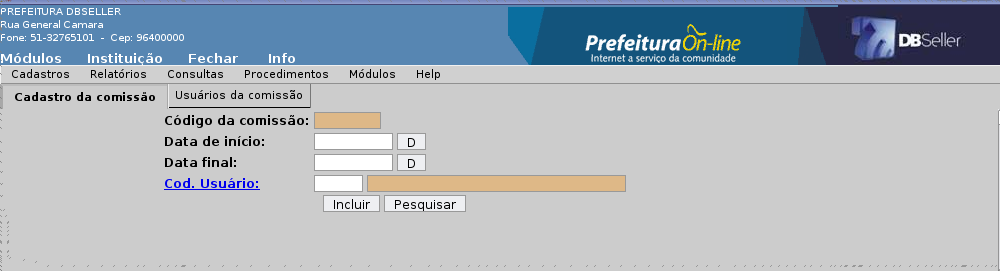 PREFEITURA DBSELLER
Rua General Camara
Fone: 51-32765101 - Cep: 96400000
Prefeitura On-line
Internet a serviço da comunidade
DBSeller
Módulos Instituição Fechar Info
Cadastros Relatórios Consultas Procedimentos Módulos Help
Cadastro da comissão Usuários da comissão
Código da comissão:
Data de início: D
Data final: D
Cod. Usuário:
Incluir Pesquisar